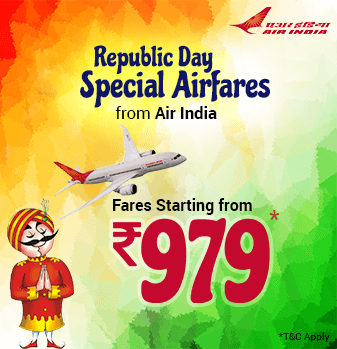 एअर इंडिया
AIR INDIA
Republic Day
Special Airfares
from Air India
Fares Starting from
₹979*
*T&C Apply